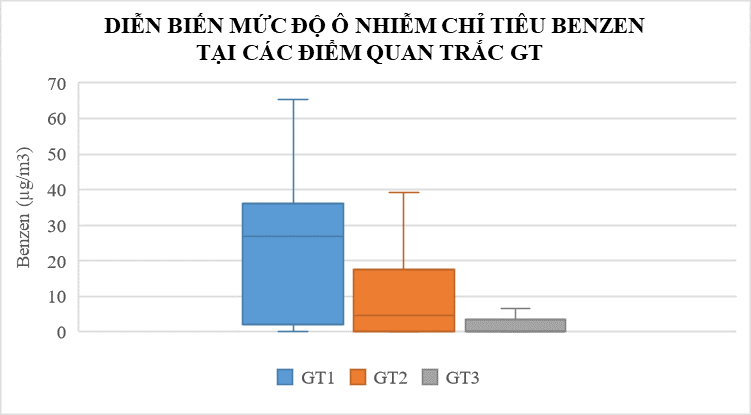 DIỄN BIẾN MỨC ĐỘ Ô NHIỄM CHỈ TIÊU BENZEN
TẠI CÁC ĐIỂM QUAN TRẮC GT
70
60
50
40
30
20
10
0
Benzen (µg/m3)
GT1 GT2 GT3